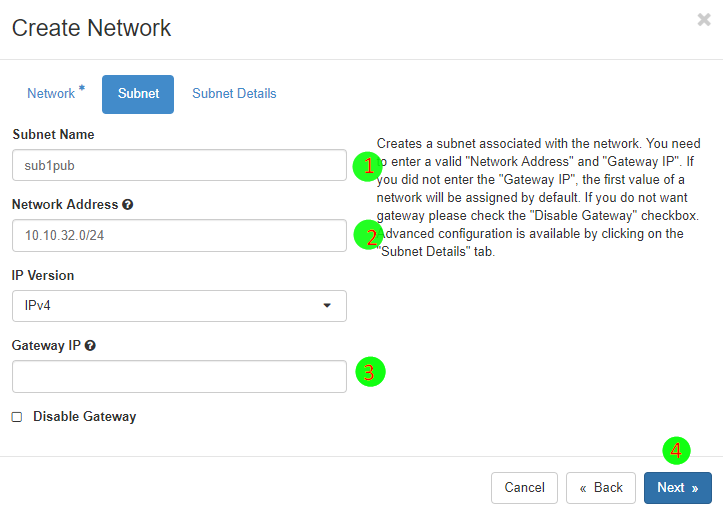 Create Network
×
Network *
Subnet
Subnet Details
Subnet Name
sub1pub
1
Network Address ?
10.10.32.0/24
2
IP Version
IPv4
Gateway IP ?
3
Disable Gateway
Creates a subnet associated with the network. You need
to enter a valid "Network Address" and "Gateway IP". If
you did not enter the "Gateway IP", the first value of a
network will be assigned by default. If you do not want
gateway please check the "Disable Gateway" checkbox.
Advanced configuration is available by clicking on the
"Subnet Details" tab.
4
Cancel
« Back
Next »